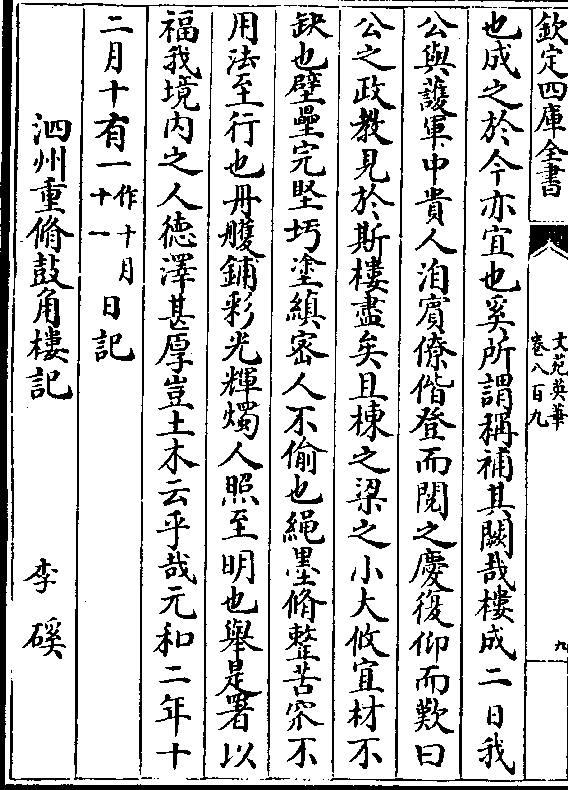 欽定四庫全書
文苑英華
卷八百九
九
也成之於今亦宜也奚所謂稱補其闕哉樓成二日我
公與護軍中貴人洎賓僚偕登而閱之慶復仰而歎曰
公之政教見於斯樓盡矣且棟之梁之小大攸宜材不
缺也壁壘完堅圬塗縝密人不偷也繩墨脩整苦窳不
用法至行也丹雘鋪彩光輝燭人照至明也舉是署以
福我境内之人德澤甚厚豈土木云乎哉元和二年十
二月十有一作十月十一日記
泗州重脩鼓角樓記 李磎